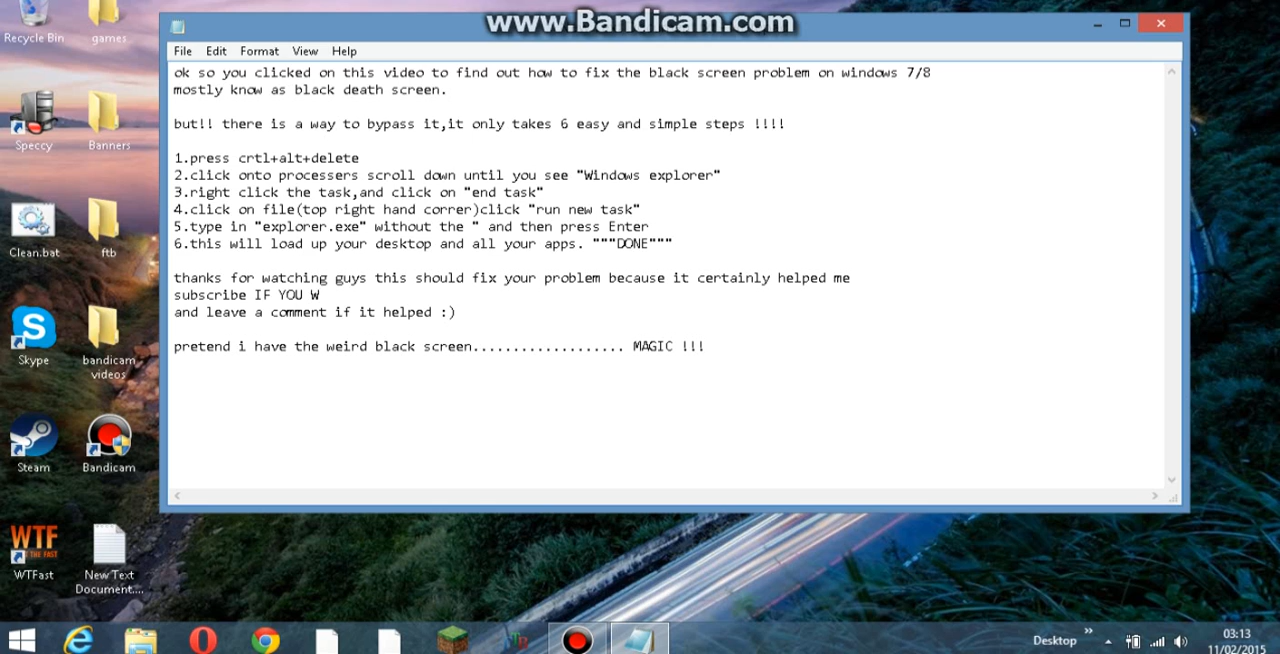 www.Bandicam.com
Recycle Bin
games
File Edit Format View Help
ok so you clicked on this video to find out how to fix the black screen problem on windows 7/8
mostly know as black death screen.
but!! there is a way to bypass it,it only takes 6 easy and simple steps !!!!
1.press crtl+alt+delete
2.click onto processers scroll down until you see "Windows explorer"
3.right click the task,and click on "end task"
4.click on file(top right hand correr)click "run new task"
5.type in "explorer.exe" without the " and then press Enter
6.this will load up your desktop and all your apps. """DONE"""
thanks for watching guys this should fix your problem because it certainly helped me
subscribe IF YOU W
and leave a comment if it helped :)
pretend i have the weird black screen................... MAGIC !!!
Speccy
Banners
Clean.bat
ftb
Skype
bandicam
videos
Steam
Bandicam
WTF
THE FAST
WTFast
New Text
Document....
Desktop
03:13
11/02/2015